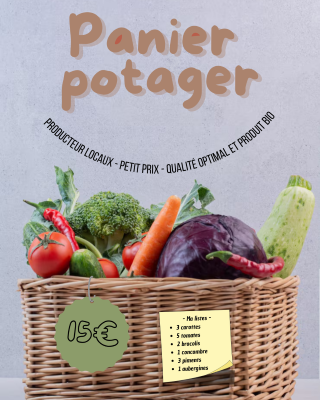 Panier
potager
PRODUCTEUR LOCAUX - PETIT PRIX - QUALITÉ OPTIMAL ET PRODUIT BIO
15€
- Ma listes -
• 3 carottes
• 5 tomates
• 2 brocolis
• 1 concombre
• 3 piments
• 1 aubergines